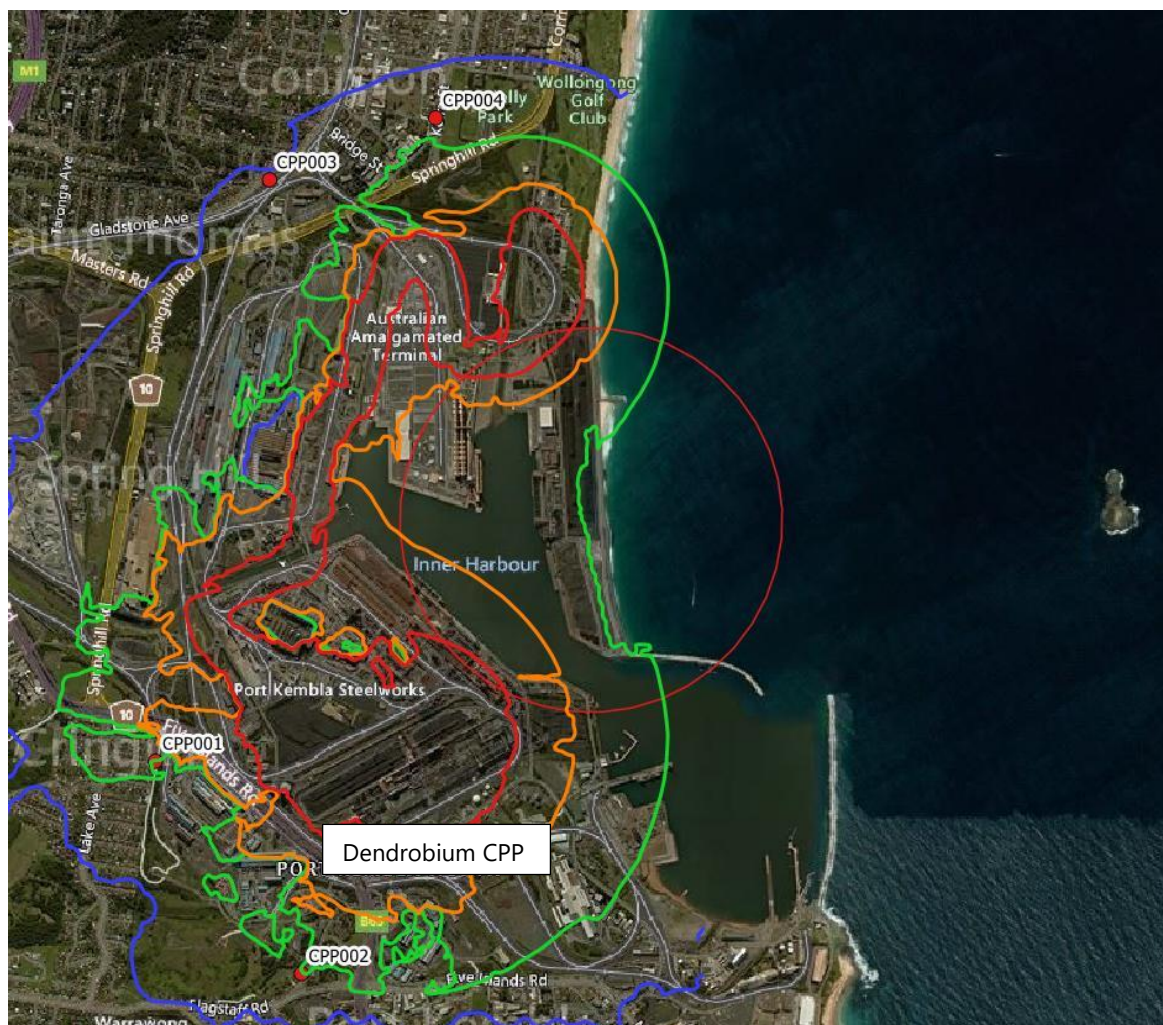 M1
Wollongong
Golf
Club
CPP004
Park
Bridge St
CPP003
Springhill Rd
Taronga Ave
Gladstone Ave
Masters Rd
Springhill Rd
10
Australian
Amalgamated
Terminal
Inner Harbour
Springhill Rd
Port Kembla Steelworks
10
CPP001
Lake Ave
Dendrobium CPP
B65
CPP002
Five Islands Rd
Flagstaff Rd
Warrawong